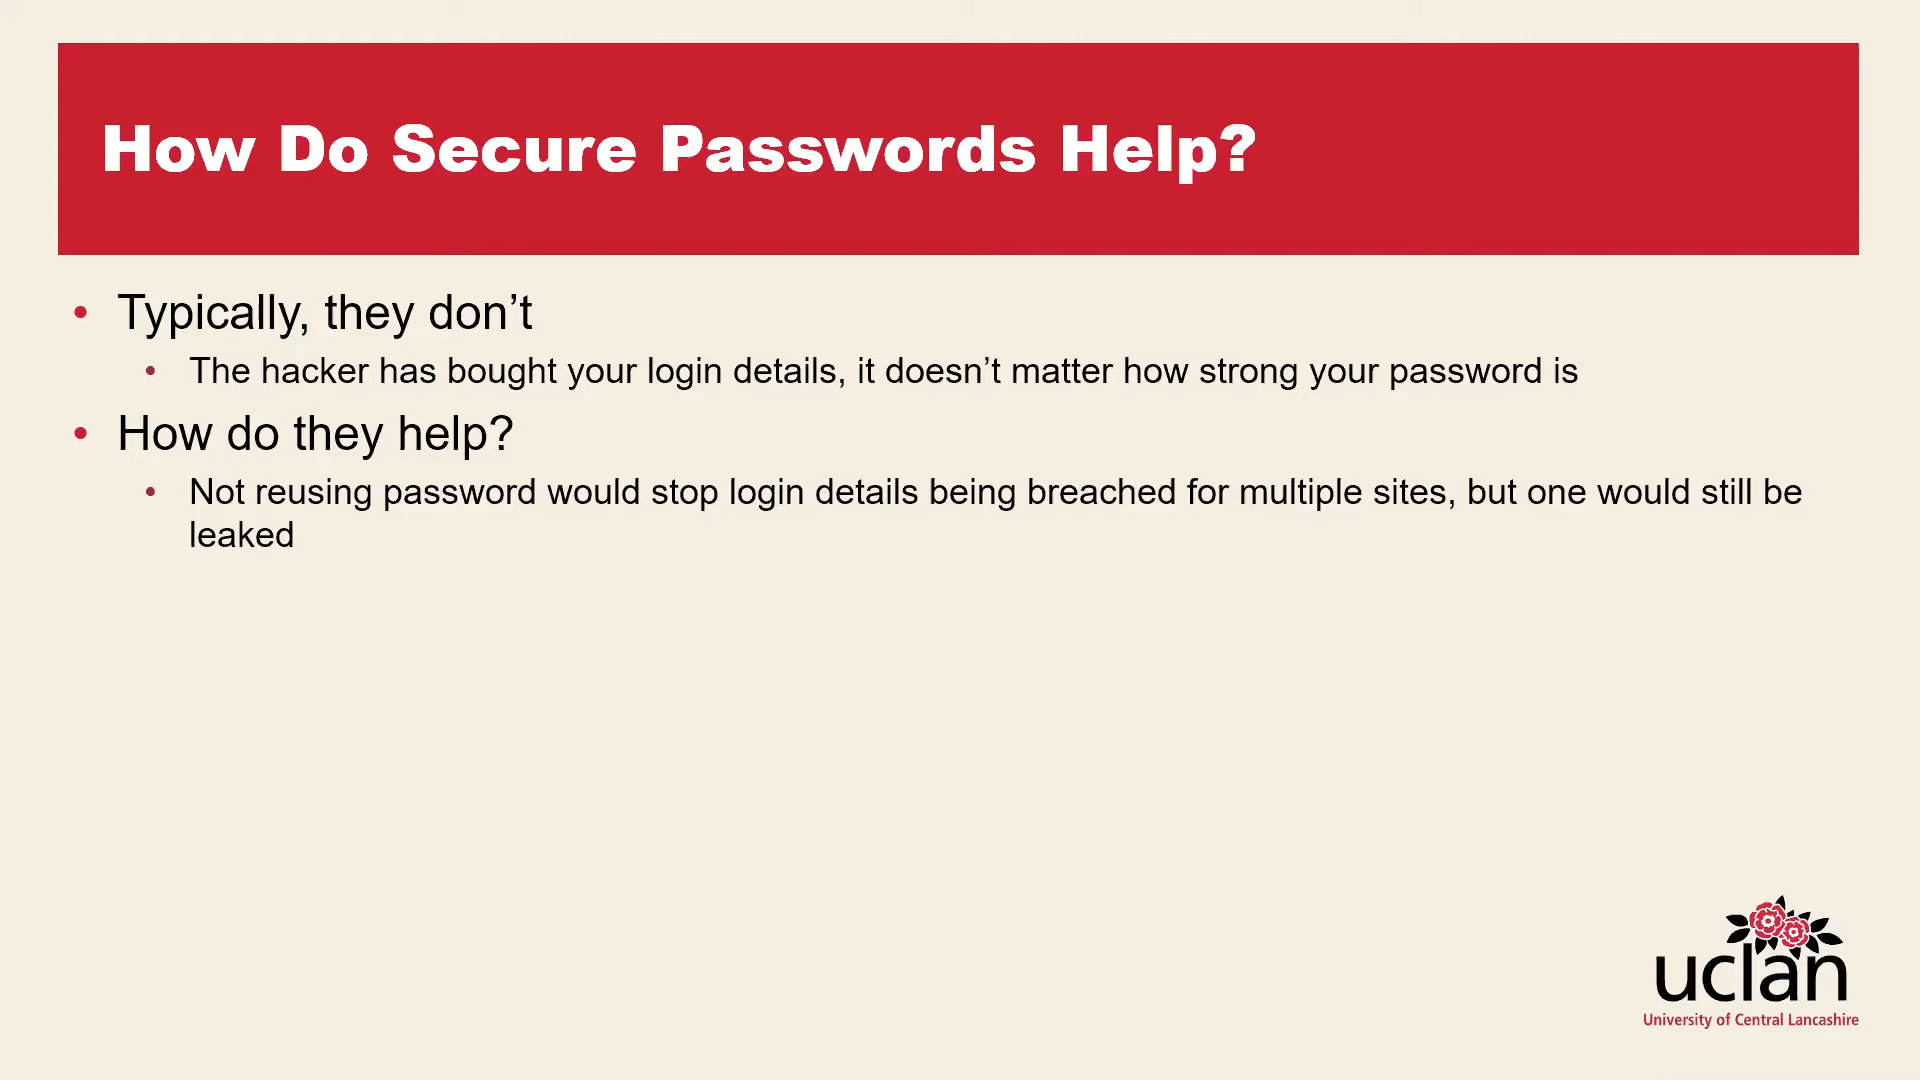 How Do Secure Passwords Help?
• Typically, they don’t
• The hacker has bought your login details, it doesn’t matter how strong your password is
• How do they help?
• Not reusing password would stop login details being breached for multiple sites, but one would still be
leaked
uclan
University of Central Lancashire